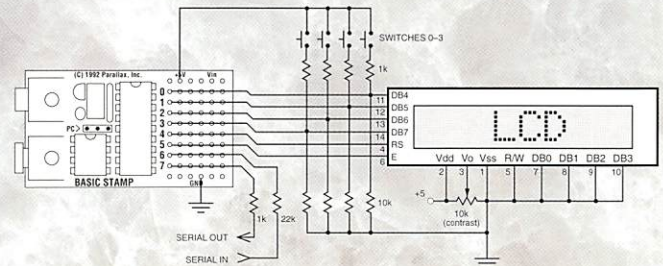 SWITCHES 0–3
(C) 1992 Parallax, Inc.
+5V
Vin
1k
0
1
2
3
4
5
6
7
PC>
BASIC STAMP
GND
DB4
11
DB5
12
DB6
13
DB7
14
RS
4
E
6
LCD
Vdd Vo Vss R/W DB0 DB1 DB2 DB3
2 3 1 5 7 8 9 10
+5
10k
(contrast)
1k
22k
10k
SERIAL OUT
SERIAL IN